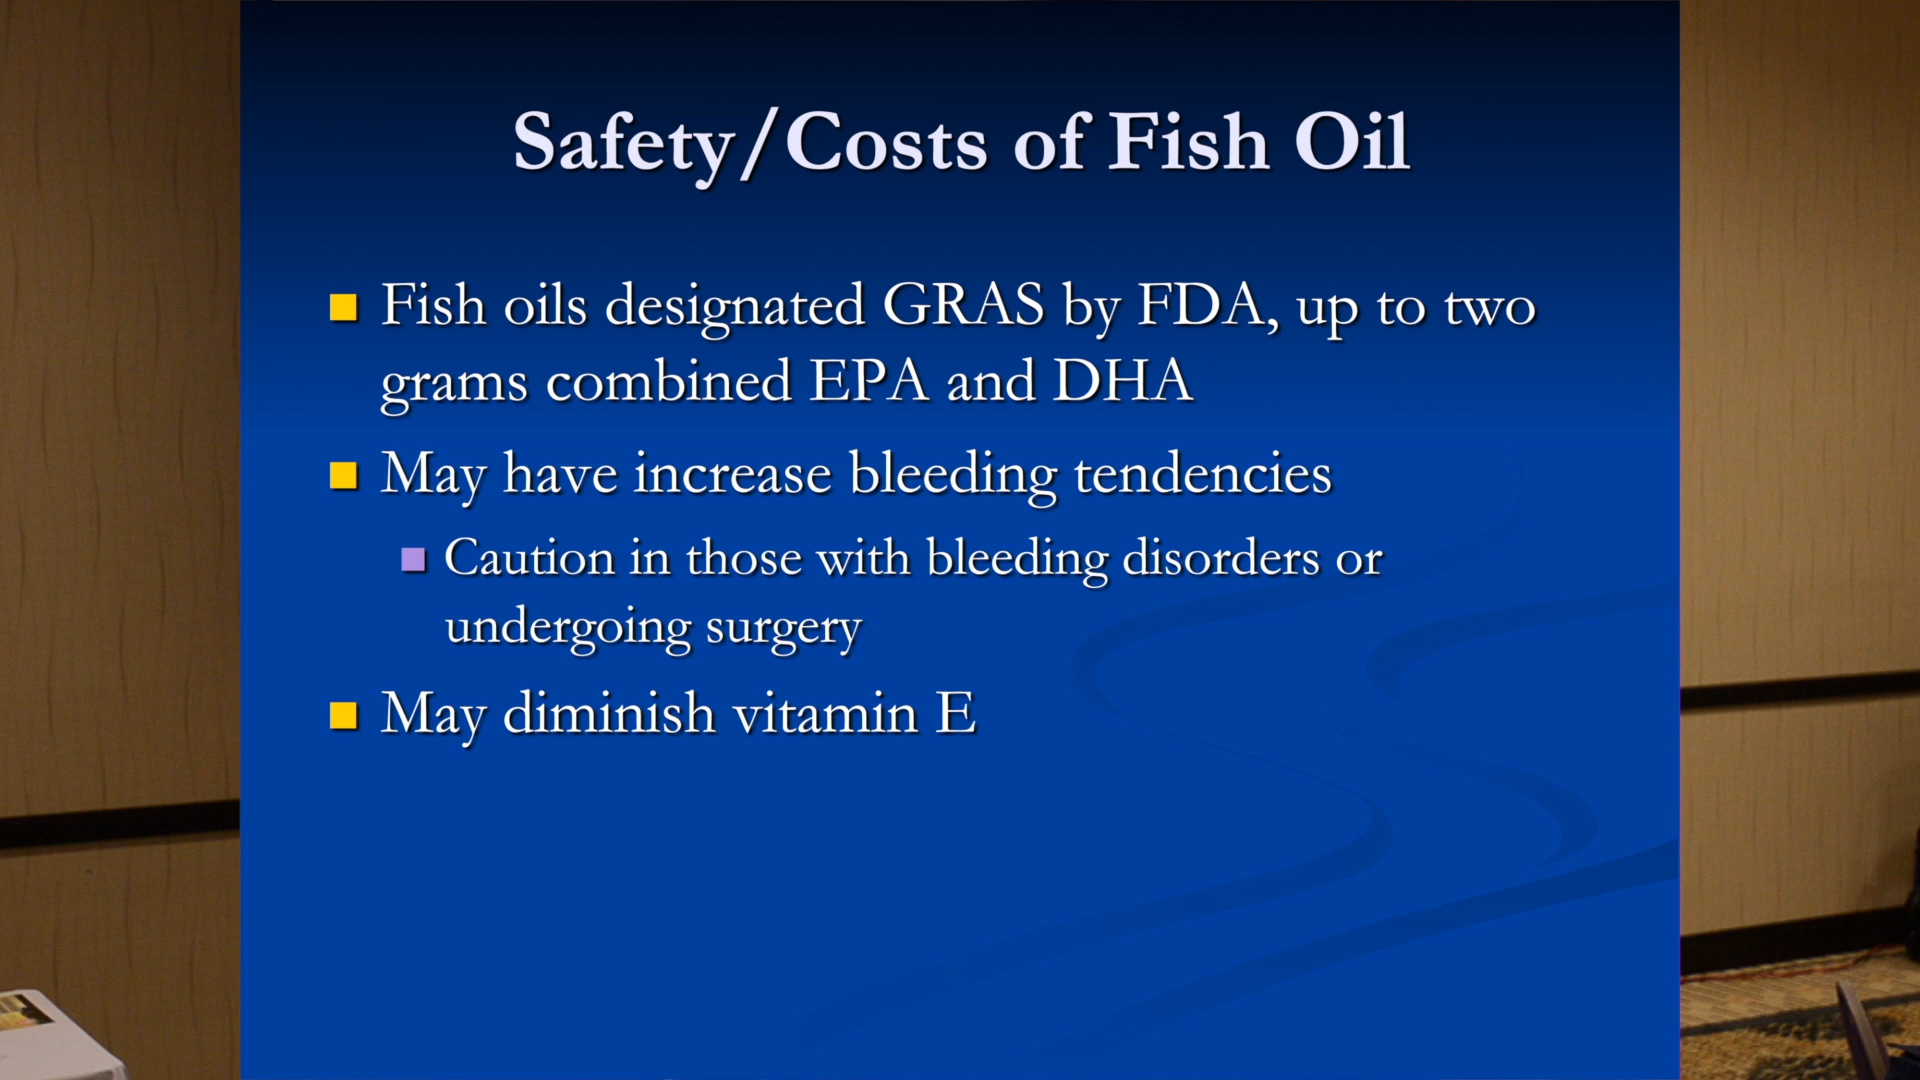 Safety/Costs of Fish Oil
Fish oils designated GRAS by FDA, up to two
grams combined EPA and DHA
May have increase bleeding tendencies
Caution in those with bleeding disorders or
undergoing surgery
May diminish vitamin E